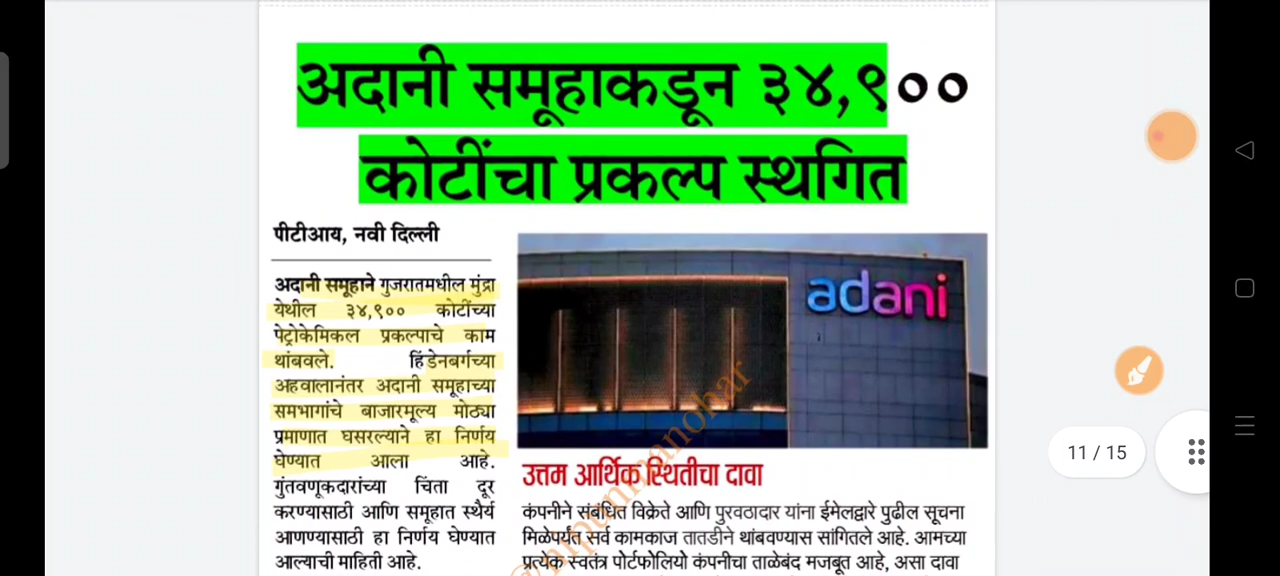 अदानी समूहाकडून ३४,९००
कोटींचा प्रकल्प स्थगित
पीटीआय, नवी दिल्ली
अदानी समूहाने गुजरातमधील मुंद्रा
येथील ३४,९०० कोटींच्या
पेट्रोकेमिकल प्रकल्पाचे काम
थांबवले. हिंडेनबर्गच्या
अहवालानंतर अदानी समूहाच्या
समभागांचे बाजारमूल्य मोठ्या
प्रमाणात घसरल्याने हा निर्णय
घेण्यात आला आहे.
गुंतवणूकदारांच्या चिंता दूर
करण्यासाठी आणि समूहात स्थैर्य
आणण्यासाठी हा निर्णय घेण्यात
आल्याची माहिती आहे.
adani
उत्तम आर्थिक स्थितीचा दावा
कंपनीने संबंधित विक्रेते आणि पुरवठादार यांना ईमेलद्वारे पुढील सूचना
मिळेपर्यंत सर्व कामकाज तातडीने थांबवण्यास सांगितले आहे. आमच्या
प्रत्येक स्वतंत्र पोर्टफोलियो कंपनीचा ताळेबंद मजबूत आहे, असा दावा
11 / 15